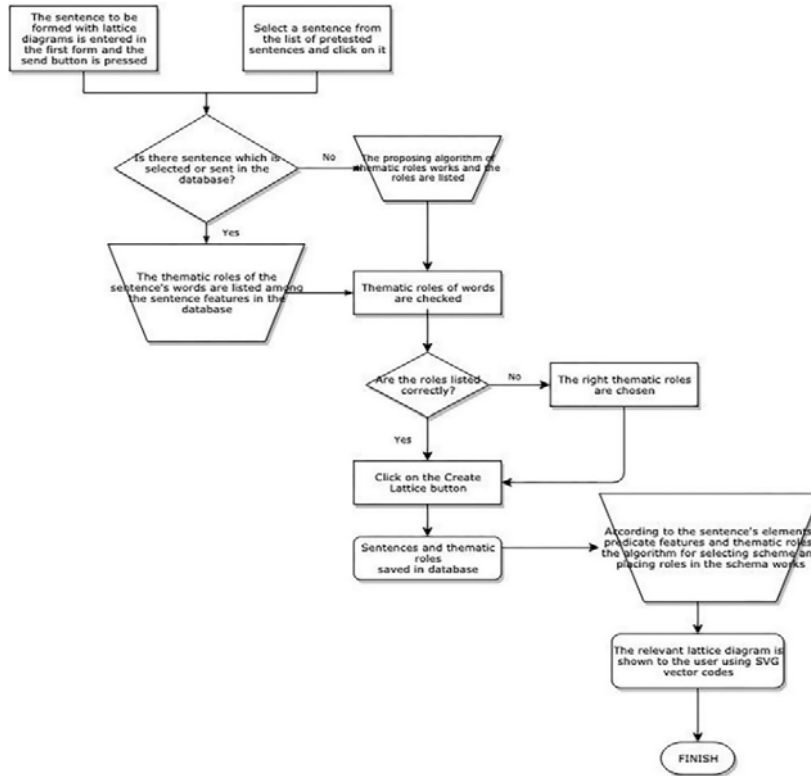 The sentence to be
formed with lattice
diagrams is entered in
the first form and the
send button is pressed
Select a sentence from
the list of pretested
sentences and click on it
Is there sentence which is
selected or sent in the
database?
No
The proposing algorithm of
thematic roles works and the
roles are listed
Yes
The thematic roles of the
sentence's words are listed among
the sentence features in the
database
Thematic roles of words
are checked
Are the roles listed
correctly?
No
The right thematic roles
are chosen
Yes
Click on the Create
Lattice button
Sentences and thematic
roles
saved in database
According to the sentence's elements
predicate features and thematic roles
the algorithm for selecting scheme an
placing roles in the schema works
The relevant lattice diagram is
shown to the user using SVG
vector codes
FINISH